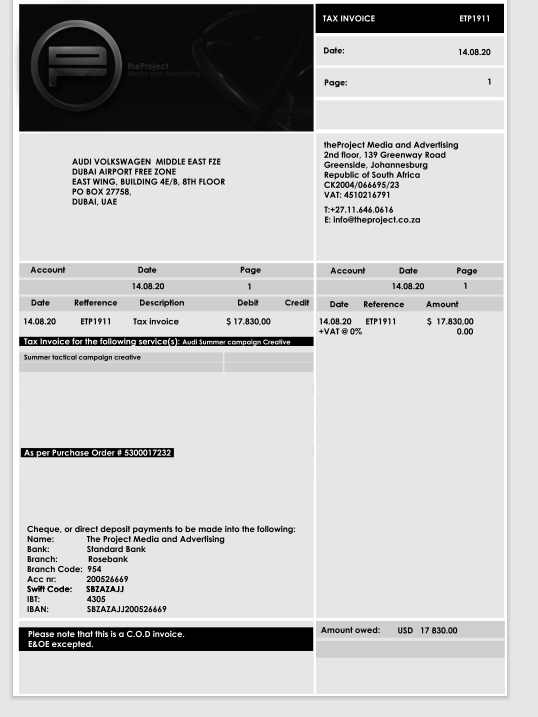 theProject
Media and Advertising
TAX INVOICE ETP1911
Date: 14.08.20
Page: 1
AUDI VOLKSWAGEN MIDDLE EAST FZE
DUBAI AIRPORT FREE ZONE
EAST WING, BUILDING 4E/B, 8TH FLOOR
PO BOX 27758,
DUBAI, UAE
theProject Media and Advertising
2nd floor, 139 Greenway Road
Greenside, Johannesburg
Republic of South Africa
CK2004/066695/23
VAT: 4510216791
T:+27.11.646.0616
E: info@theproject.co.za
Account Date Page
14.08.20 1
Date Refference Description Debit Credit
14.08.20 ETP1911 Tax invoice $ 17.830,00
Tax Invoice for the following service(s): Audi Summer campaign Creative
Summer tactical campaign creative
As per Purchase Order # 5300017232
Account Date Page
14.08.20 1
Date Reference Amount
14.08.20 ETP1911 $ 17.830,00
+VAT @ 0% 0.00
Cheque, or direct deposit payments to be made into the following:
Name: The Project Media and Advertising
Bank: Standard Bank
Branch: Rosebank
Branch Code: 954
Acc nr: 200526669
Swift Code: SBZAZAJJ
IBT: 4305
IBAN: SBZAZAJJ200526669
Please note that this is a C.O.D invoice.
E&OE excepted.
Amount owed: USD 17 830.00